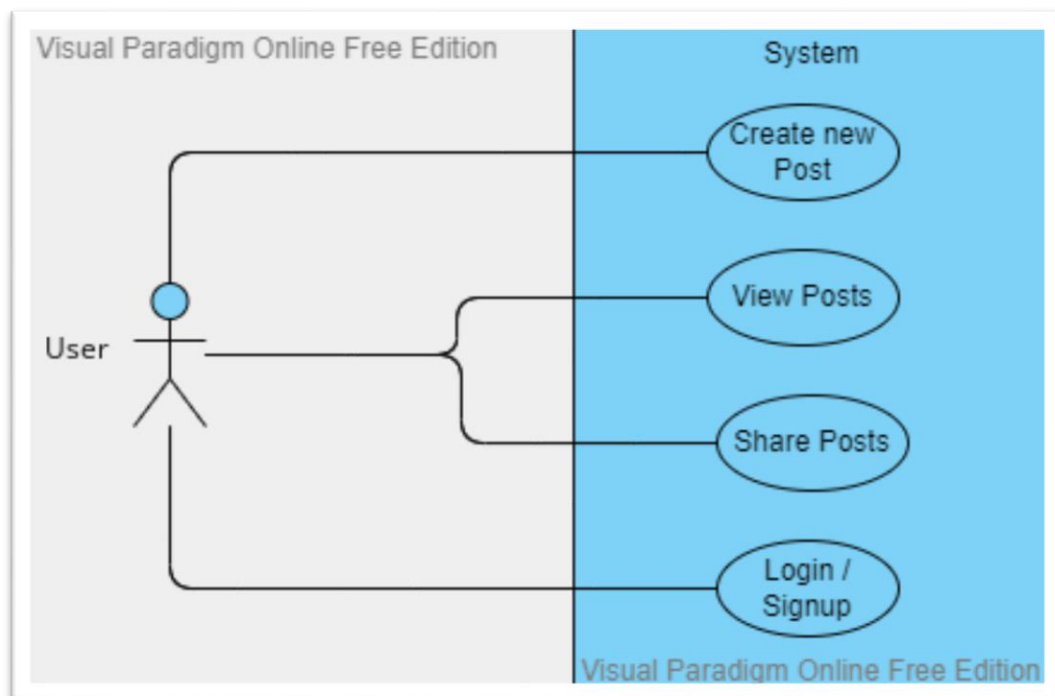 Visual Paradigm Online Free Edition
System
Create new
Post
View Posts
User
Share Posts
Login /
Signup
Visual Paradigm Online Free Edition